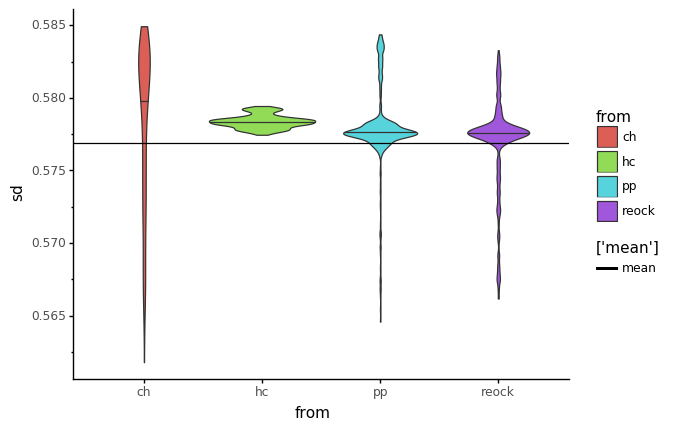 0.585
0.580
0.575
0.570
0.565
sd
ch
hc
pp
reock
from
from
ch
hc
pp
reock
['mean']
mean